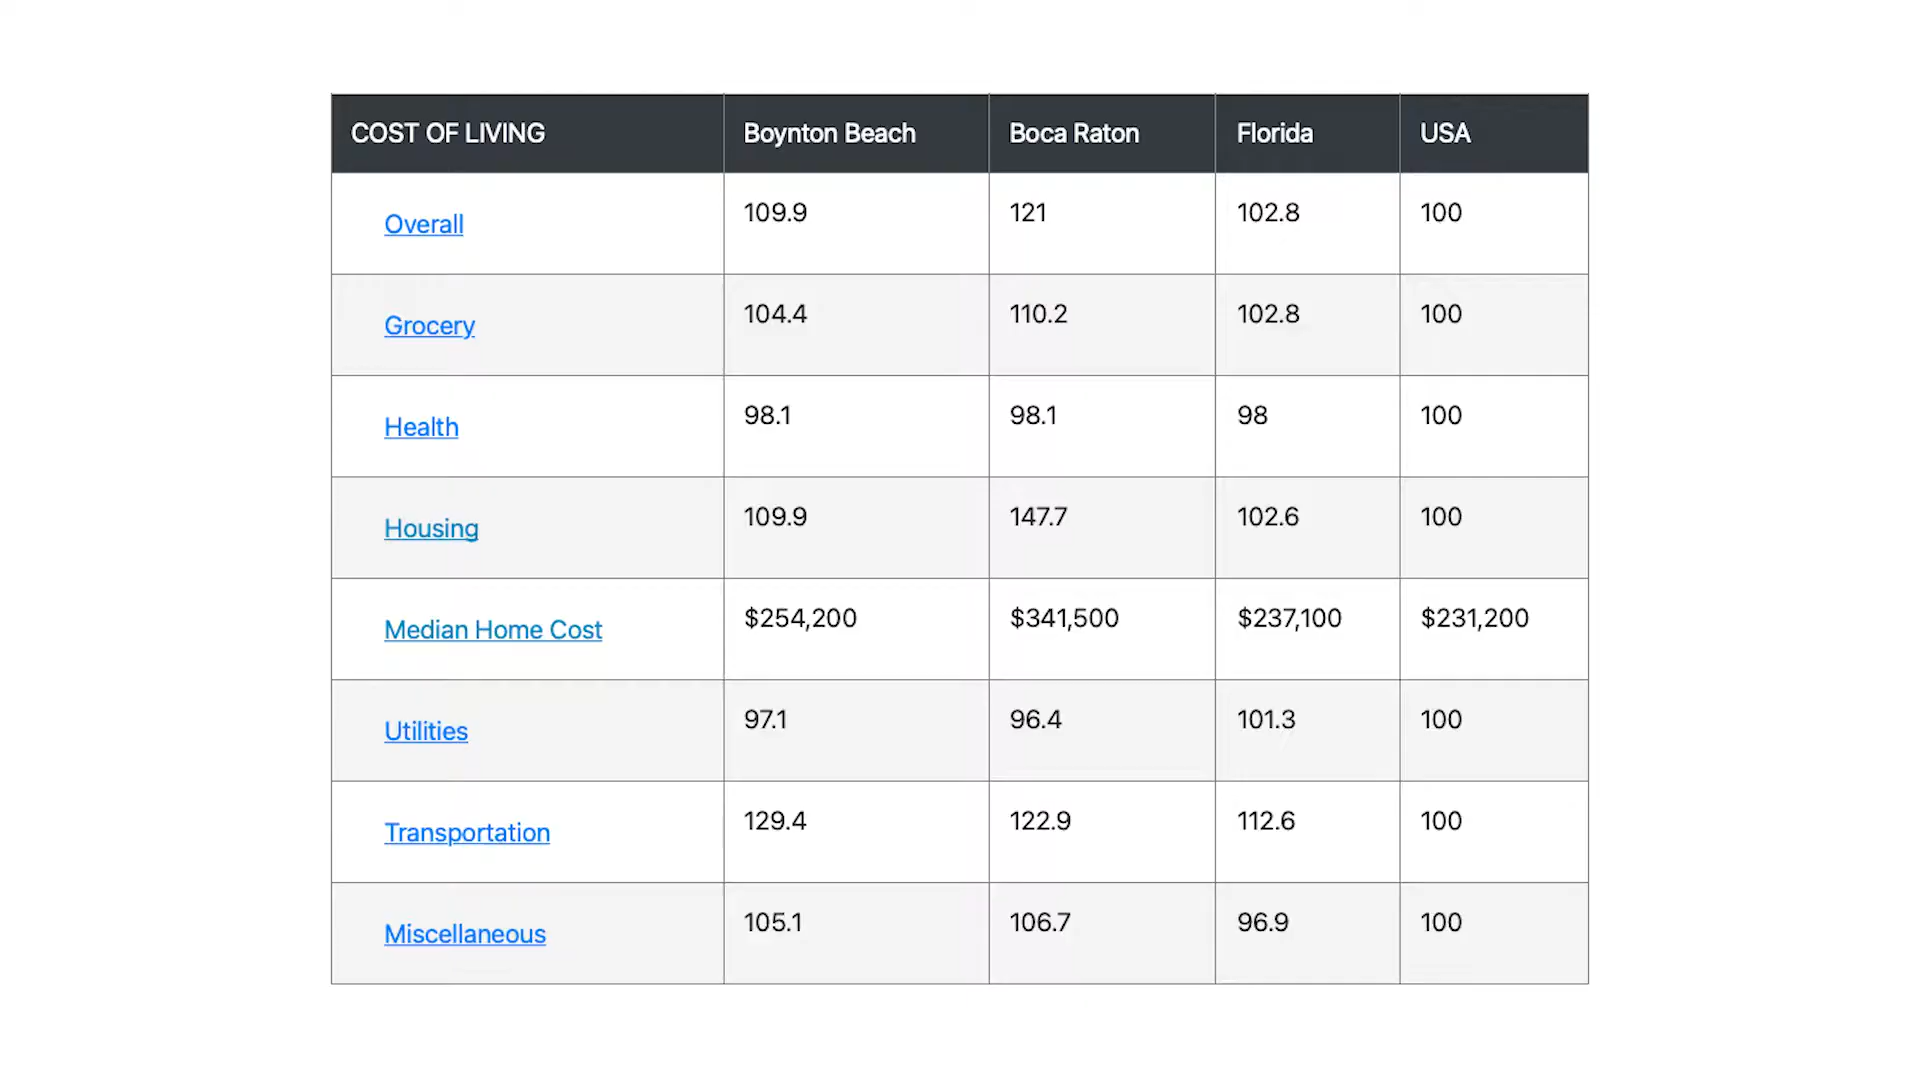 COST OF LIVING Boynton Beach Boca Raton Florida USA
Overall 109.9 121 102.8 100
Grocery 104.4 110.2 102.8 100
Health 98.1 98.1 98 100
Housing 109.9 147.7 102.6 100
Median Home Cost $254,200 $341,500 $237,100 $231,200
Utilities 97.1 96.4 101.3 100
Transportation 129.4 122.9 112.6 100
Miscellaneous 105.1 106.7 96.9 100